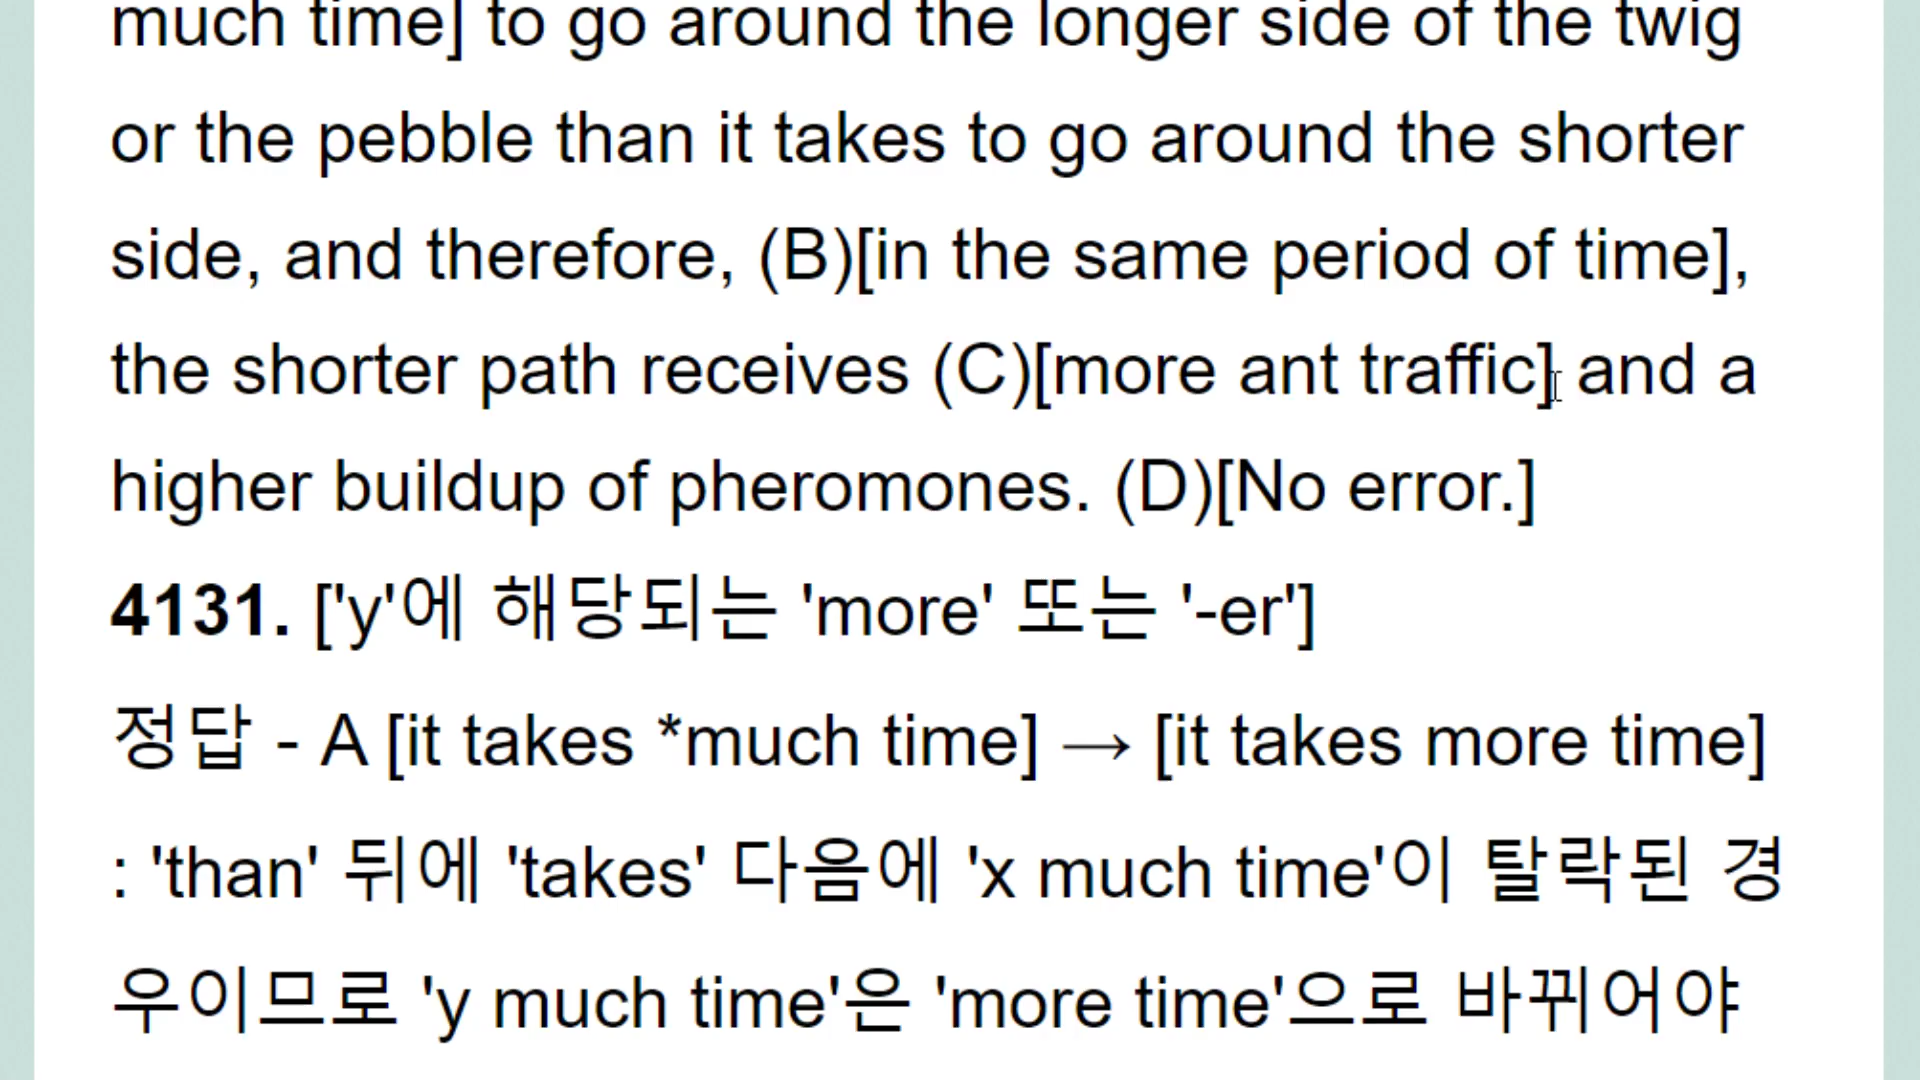 much time] to go around the longer side of the twig
or the pebble than it takes to go around the shorter
side, and therefore, (B)[in the same period of time],
the shorter path receives (C)[more ant traffic] and a
higher buildup of pheromones. (D)[No error.]
4131. ['y'에 해당되는 'more' 또는 '-er']
정답 - A [it takes *much time] → [it takes more time]
: 'than' 뒤에 'takes' 다음에 'x much time'이 탈락된 경
우이므로 'y much time'은 'more time'으로 바뀌어야